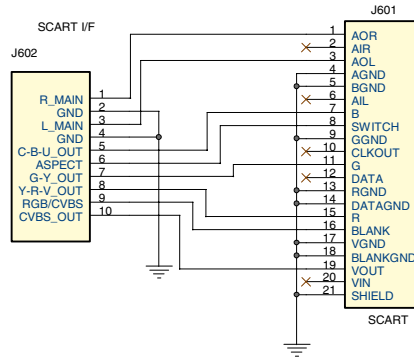 SCART I/F
J602
R_MAIN 1
GND 2
L_MAIN 3
GND 4
C-B-U_OUT 5
ASPECT 6
G-Y_OUT 7
Y-R-V_OUT 8
RGB/CVBS 9
CVBS_OUT 10
J601
1 AOR
2 AIR
3 AOL
4 AGND
5 BGND
6 AIL
7 B
8 SWITCH
9 GGND
10 CLKOUT
11 G
12 DATA
13 RGND
14 DATAGND
15 R
16 BLANK
17 VGND
18 BLANKGND
19 VOUT
20 VIN
21 SHIELD
SCART